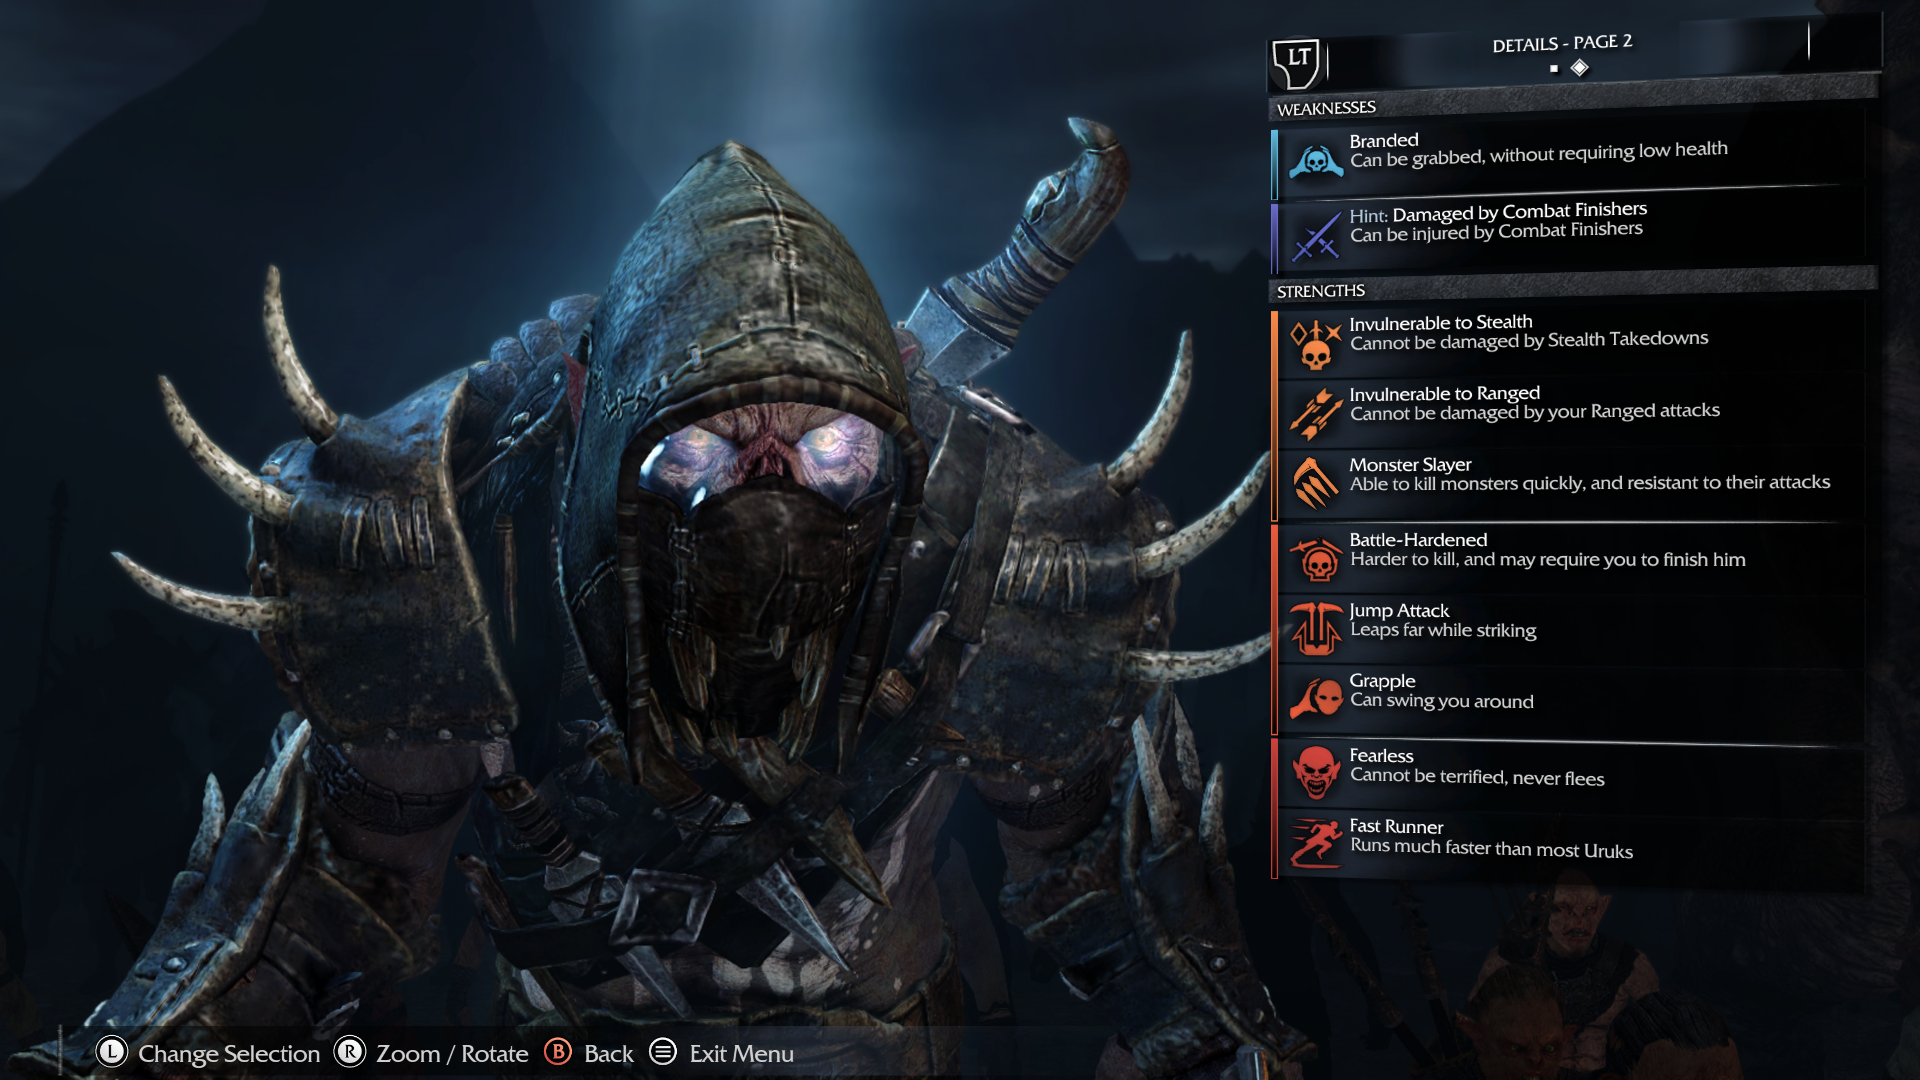 LT
DETAILS - PAGE 2
WEAKNESSES
Branded
Can be grabbed, without requiring low health
Hint: Damaged by Combat Finishers
Can be injured by Combat Finishers
STRENGTHS
Invulnerable to Stealth
Cannot be damaged by Stealth Takedowns
Invulnerable to Ranged
Cannot be damaged by your Ranged attacks
Monster Slayer
Able to kill monsters quickly, and resistant to their attacks
Battle-Hardened
Harder to kill, and may require you to finish him
Jump Attack
Leaps far while striking
Grapple
Can swing you around
Fearless
Cannot be terrified, never flees
Fast Runner
Runs much faster than most Uruks
L Change Selection R Zoom / Rotate B Back Exit Menu